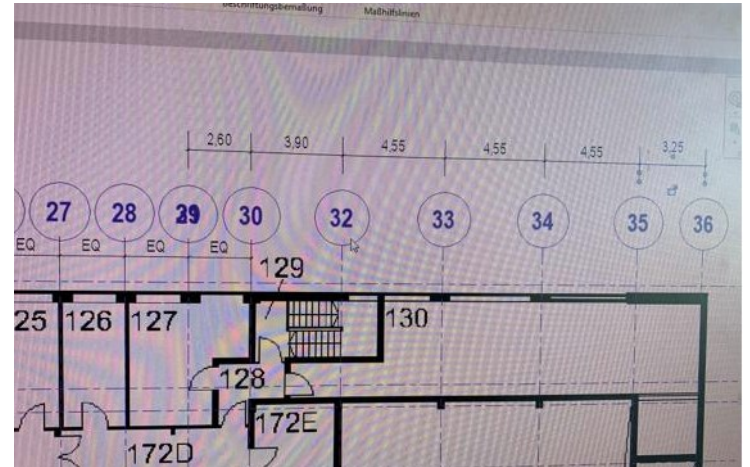 Beschriftungsbemaßung Maßhilfslinien
2,60 3,90 4,55 4,55 4,55 3,25
27 28 30 32 33 34 35 36
EQ EQ EQ EQ
129
25 126 127 130
128
172E
172D